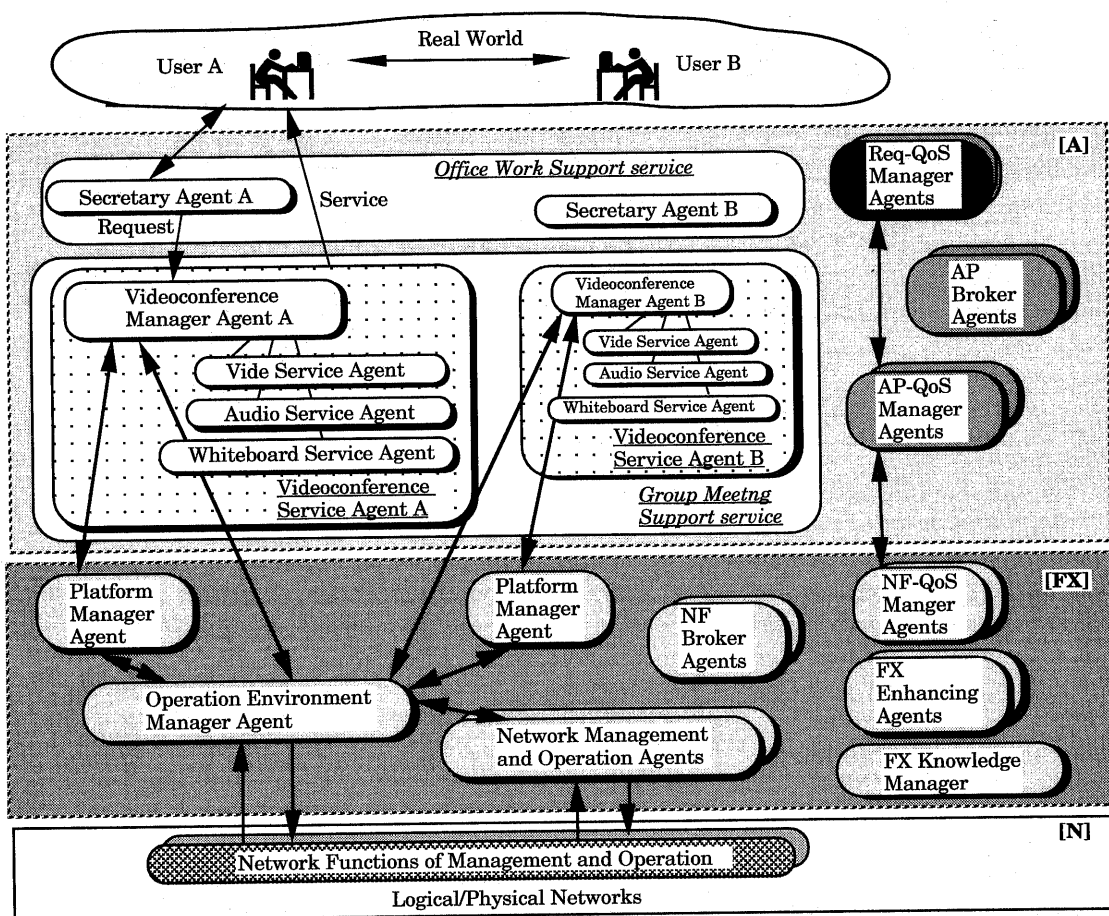 Real World
User A
User B
[A]
Office Work Support service
Secretary Agent A
Request
Service
Secretary Agent B
Req-QoS
Manager
Agents
AP
Broker
Agents
AP-QoS
Manager
Agents
Videoconference
Manager Agent A
Vide Service Agent
Audio Service Agent
Whiteboard Service Agent
Videoconference
Service Agent A
Videoconference
Manager Agent B
Vide Service Agent
Audio Service Agent
Whiteboard Service Agent
Videoconference
Service Agent B
Group Meetng
Support service
[FX]
Platform
Manager
Agent
Platform
Manager
Agent
NF
Broker
Agents
NF-QoS
Manger
Agents
Operation Environment
Manager Agent
Network Management
and Operation Agents
FX
Enhancing
Agents
FX Knowledge
Manager
[N]
Network Functions of Management and Operation
Logical/Physical Networks